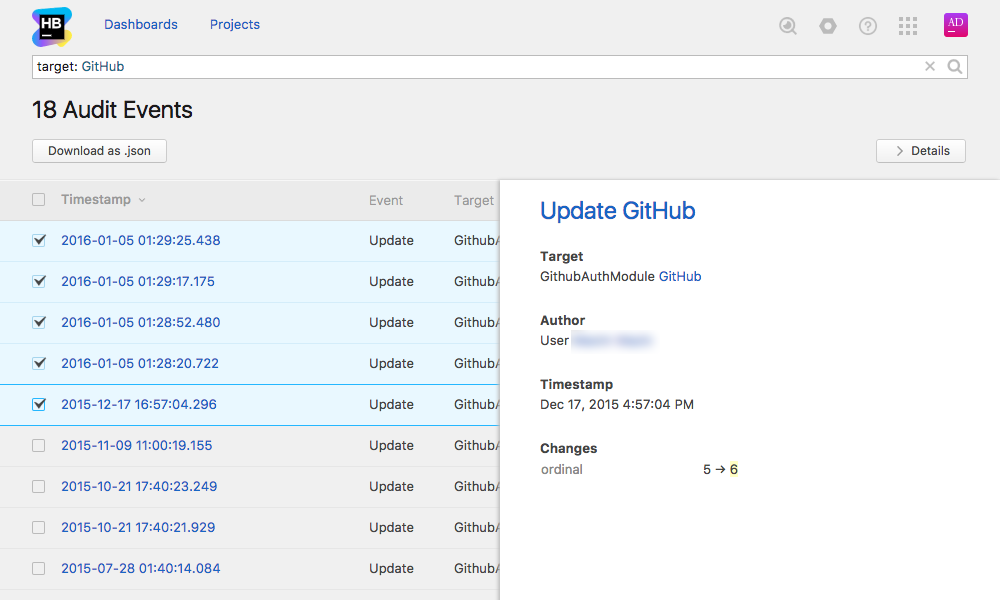 HB
Dashboards
Projects
AD
target: GitHub
18 Audit Events
Download as .json
Details
Timestamp Event Target
2016-01-05 01:29:25.438 Update Github
2016-01-05 01:29:17.175 Update Github
2016-01-05 01:28:52.480 Update Github
2016-01-05 01:28:20.722 Update Github
2015-12-17 16:57:04.296 Update Github
2015-11-09 11:00:19.155 Update Github
2015-10-21 17:40:23.249 Update Github
2015-10-21 17:40:21.929 Update Github
2015-07-28 01:40:14.084 Update Github
Update GitHub
Target
GithubAuthModule GitHub
Author
User
Timestamp
Dec 17, 2015 4:57:04 PM
Changes
ordinal 5 → 6